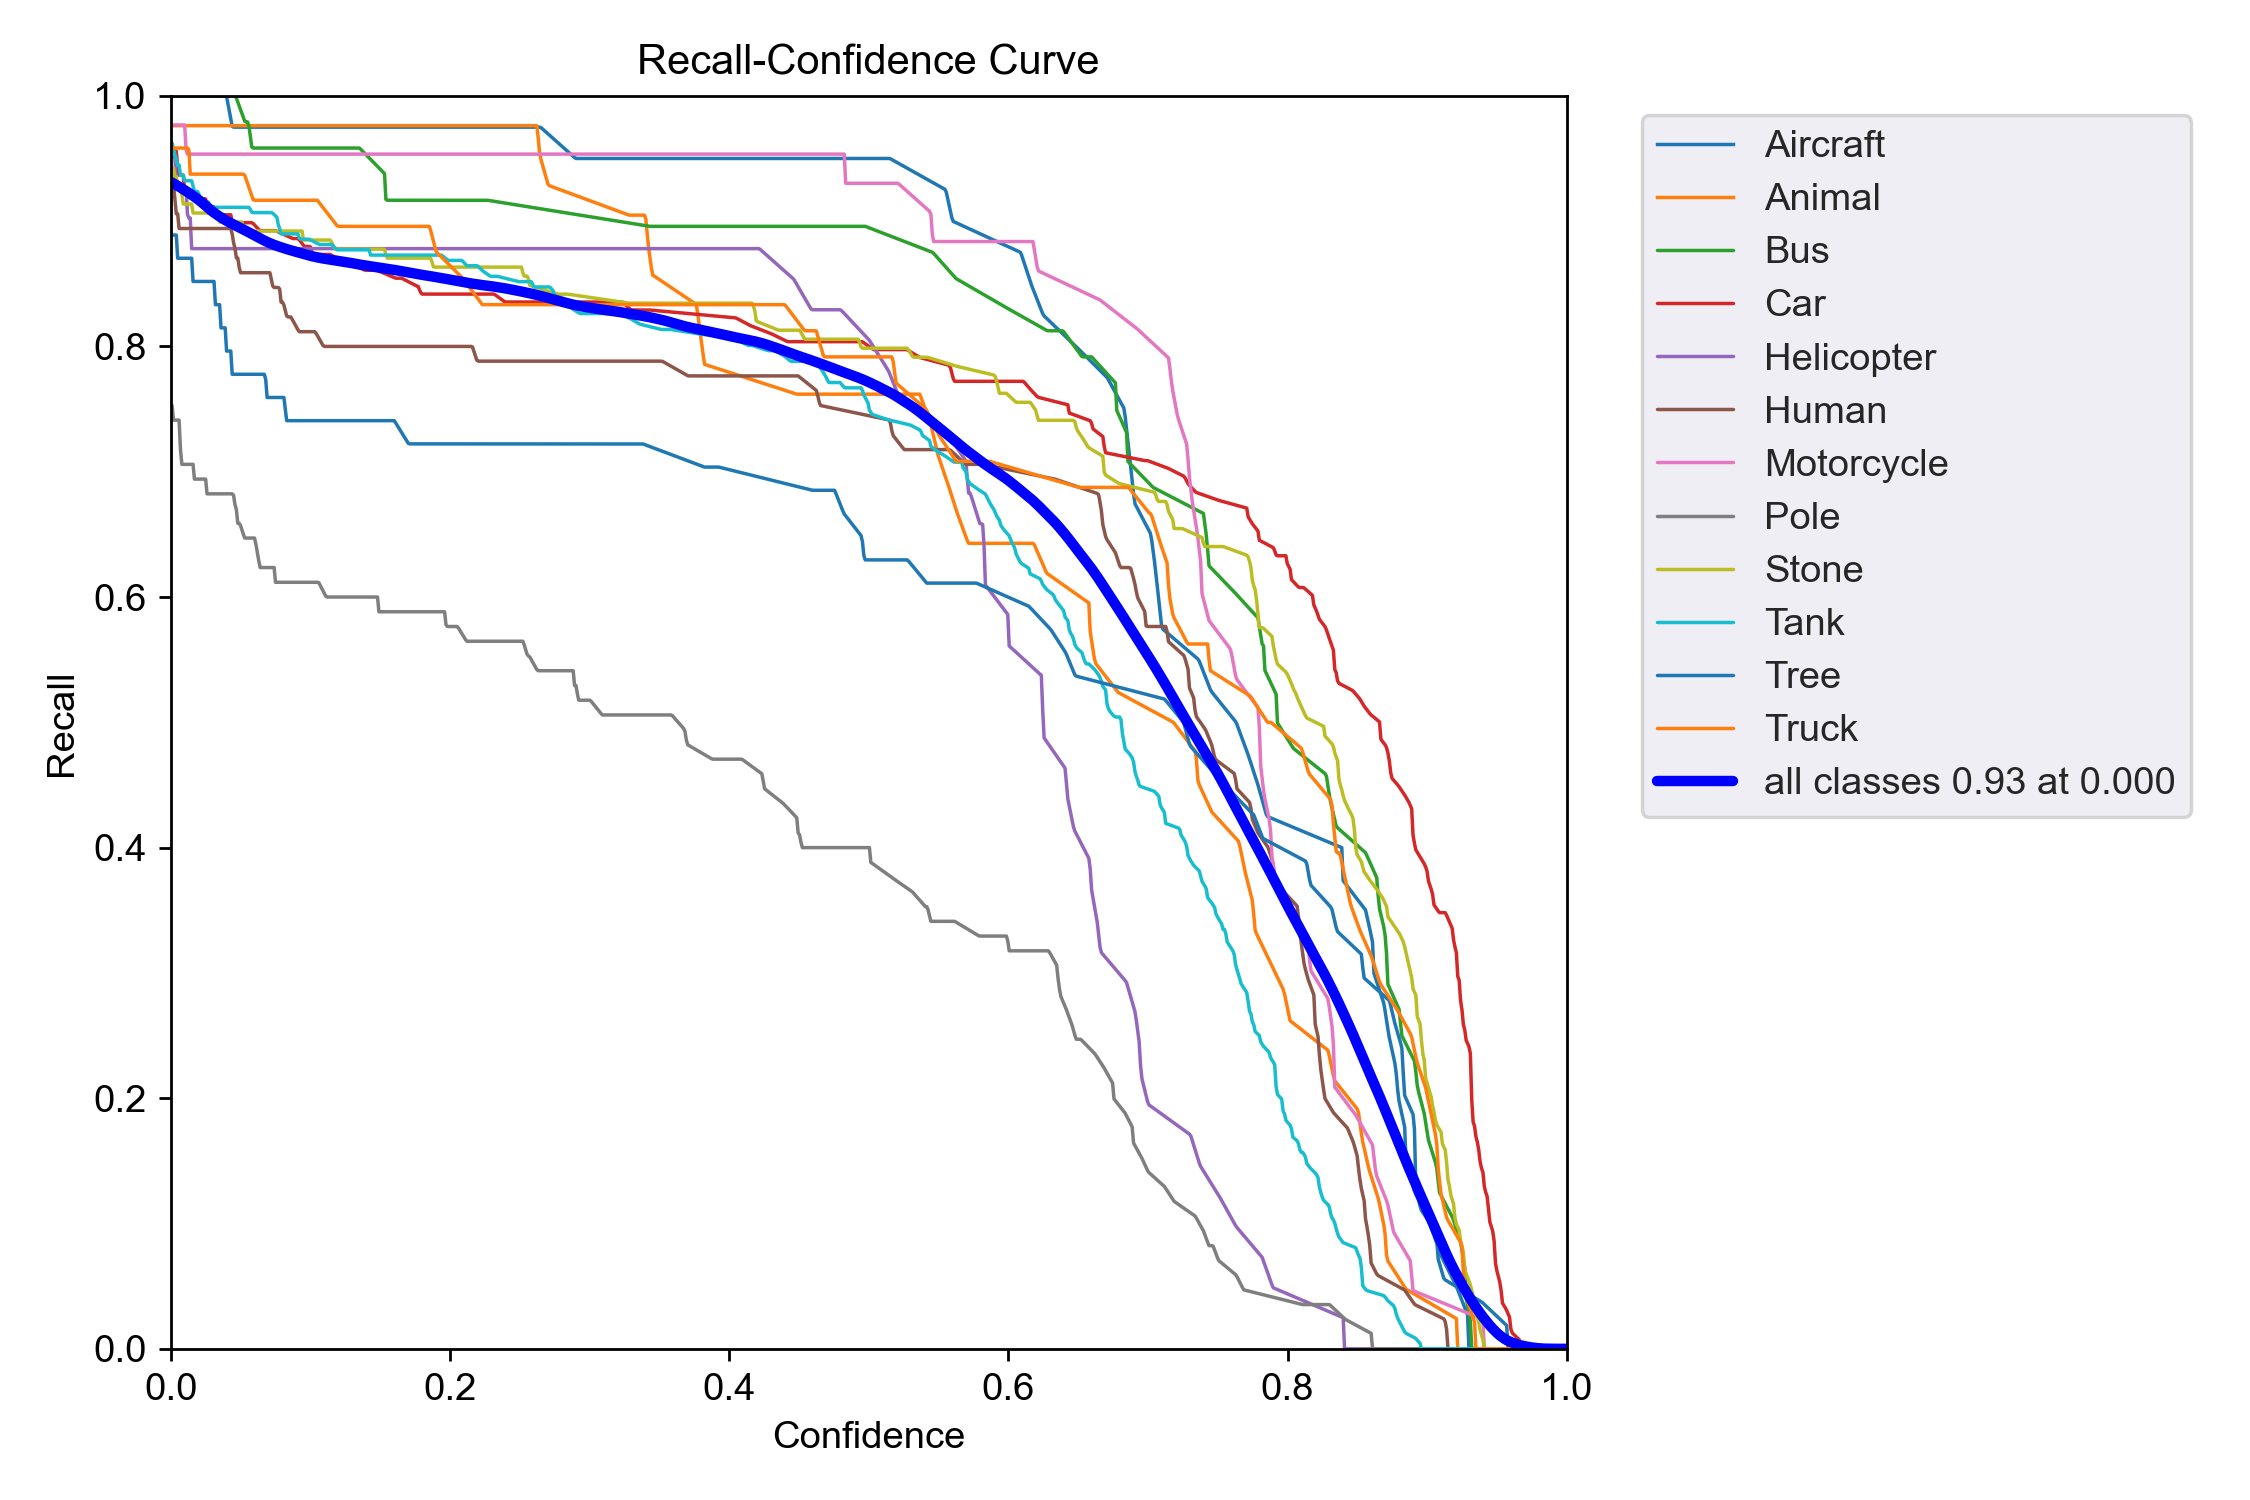 Recall-Confidence Curve
1.0
0.8
0.6
0.4
0.2
0.0
Recall
0.0 0.2 0.4 0.6 0.8 1.0
Confidence
Aircraft
Animal
Bus
Car
Helicopter
Human
Motorcycle
Pole
Stone
Tank
Tree
Truck
all classes 0.93 at 0.000